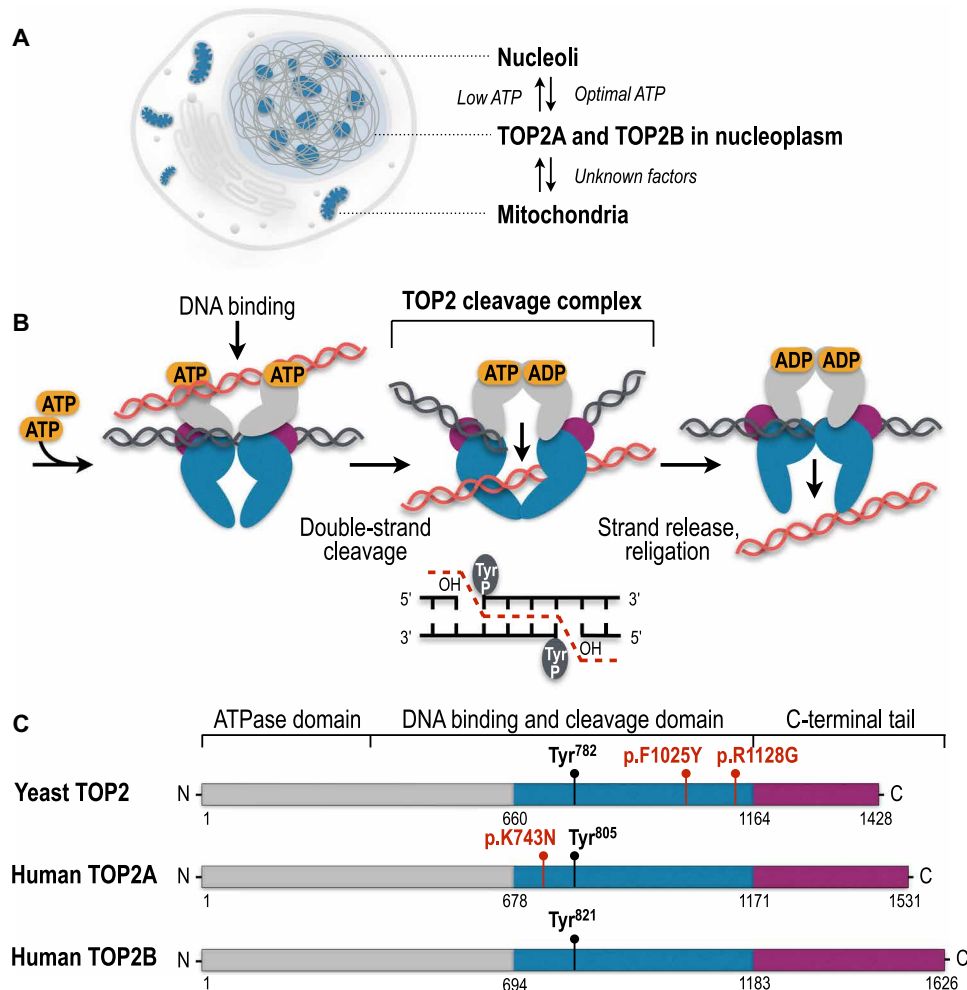 A
Nucleoli
Low ATP
Optimal ATP
TOP2A and TOP2B in nucleoplasm
Unknown factors
Mitochondria
B
DNA binding
TOP2 cleavage complex
ATP
ATP
ATP
ATP
ATP ADP
ADP ADP
Double-strand
cleavage
Strand release,
religation
Tyr
P
OH
5'
3'
3'
5'
OH
Tyr
P
C
ATPase domain
DNA binding and cleavage domain
C-terminal tail
Tyr782
p.F1025Y
p.R1128G
Yeast TOP2
N
C
1
660
1164
1428
p.K743N
Tyr805
Human TOP2A
N
C
1
678
1171
1531
Tyr821
Human TOP2B
N
C
1
694
1183
1626